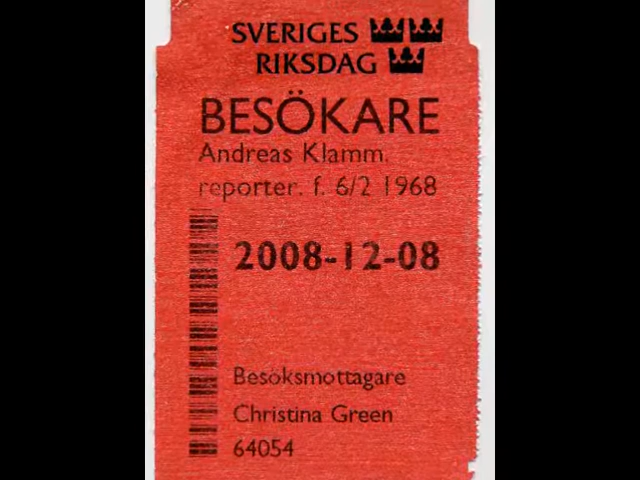 SVERIGES
RIKSDAG
BESÖKARE
Andreas Klamm,
reporter. f. 6/2 1968
2008-12-08
Besöksmottagare
Christina Green
64054